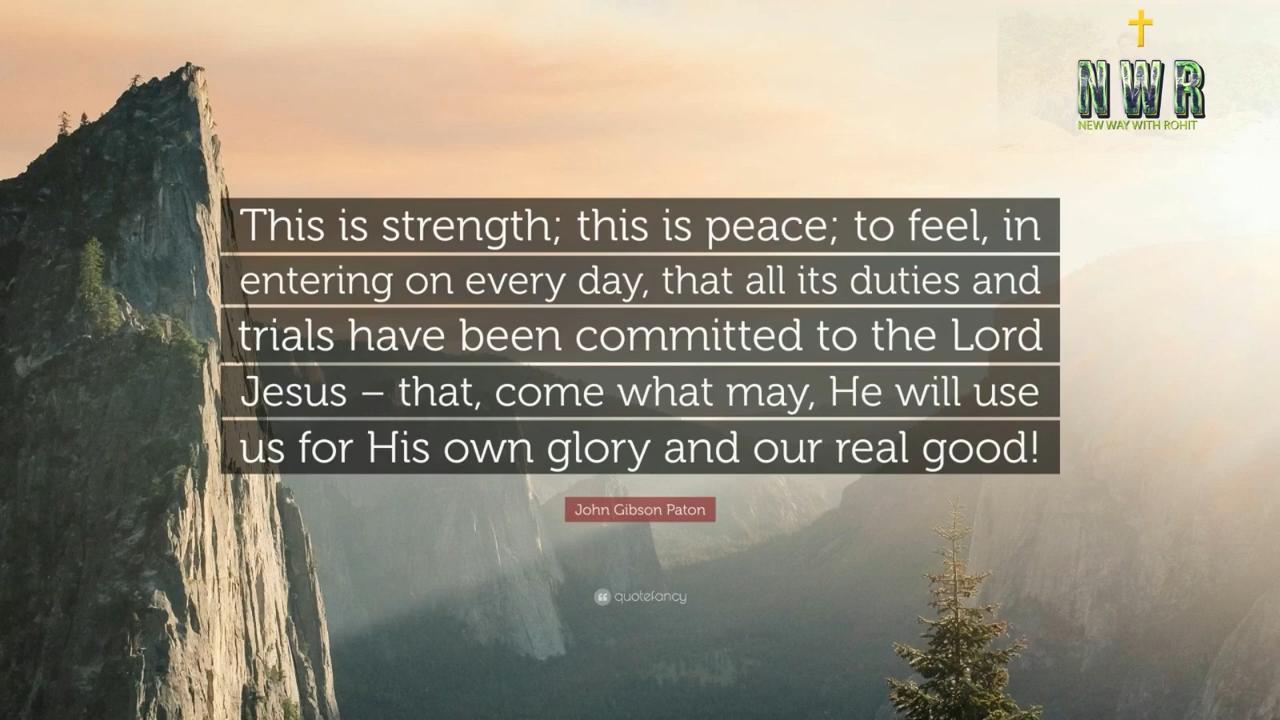 NWR
NEW WAY WITH ROHIT
This is strength; this is peace; to feel, in
entering on every day, that all its duties and
trials have been committed to the Lord
Jesus – that, come what may, He will use
us for His own glory and our real good!
John Gibson Paton
quotefancy